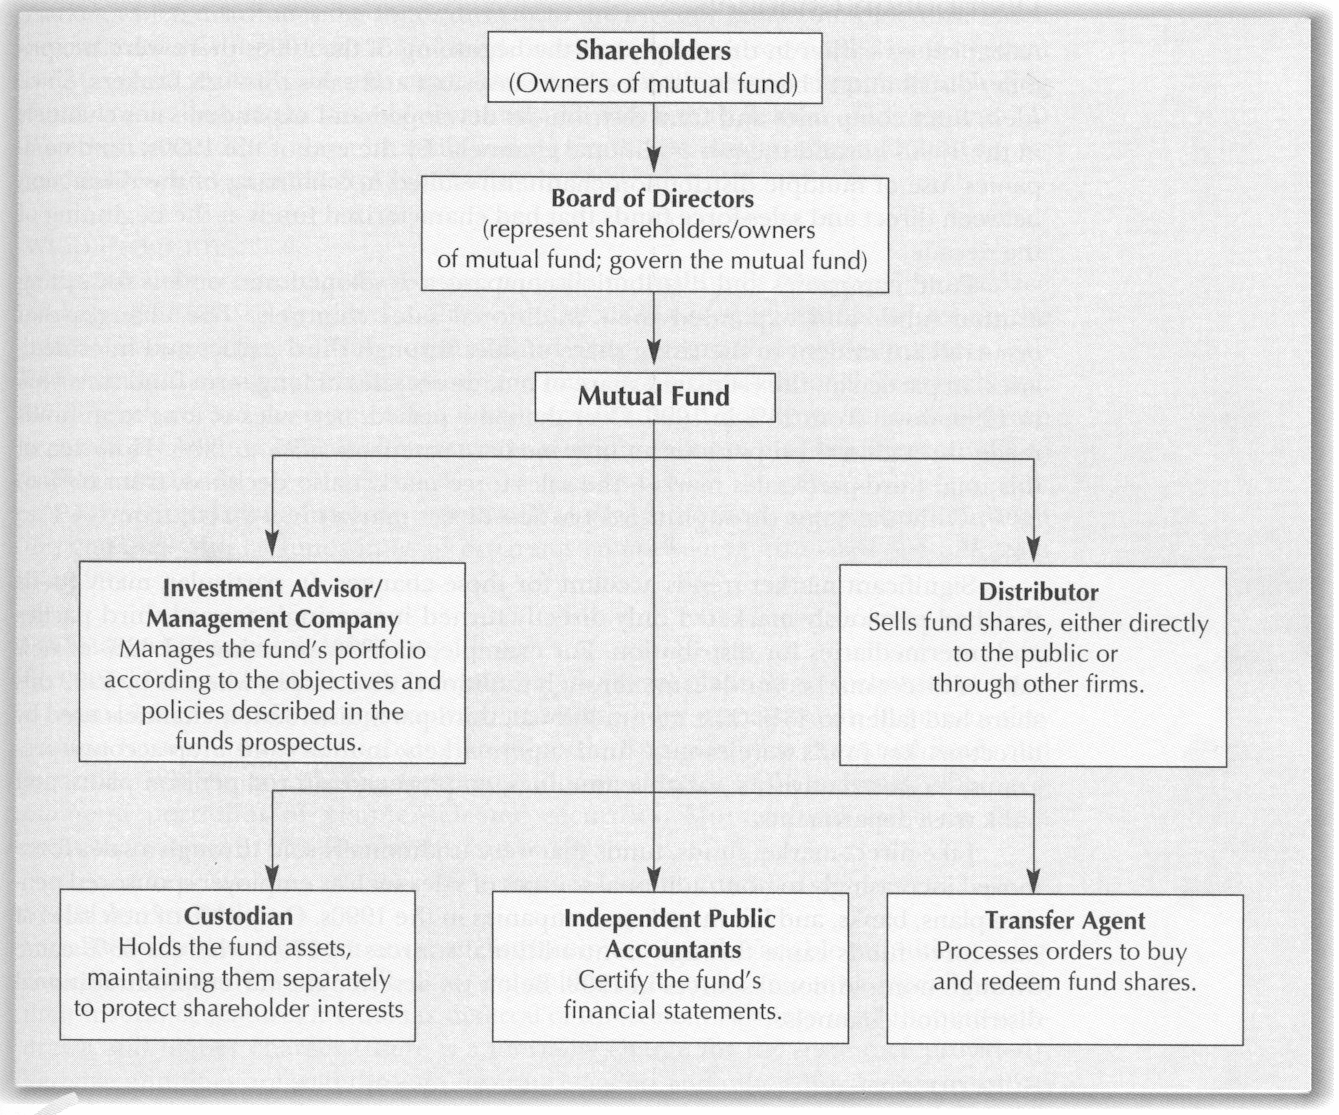 Shareholders
(Owners of mutual fund)
Board of Directors
(represent shareholders/owners
of mutual fund; govern the mutual fund)
Mutual Fund
Investment Advisor/
Management Company
Manages the fund's portfolio
according to the objectives and
policies described in the
funds prospectus.
Distributor
Sells fund shares, either directly
to the public or
through other firms.
Custodian
Holds the fund assets,
maintaining them separately
to protect shareholder interests
Independent Public
Accountants
Certify the fund's
financial statements.
Transfer Agent
Processes orders to buy
and redeem fund shares.